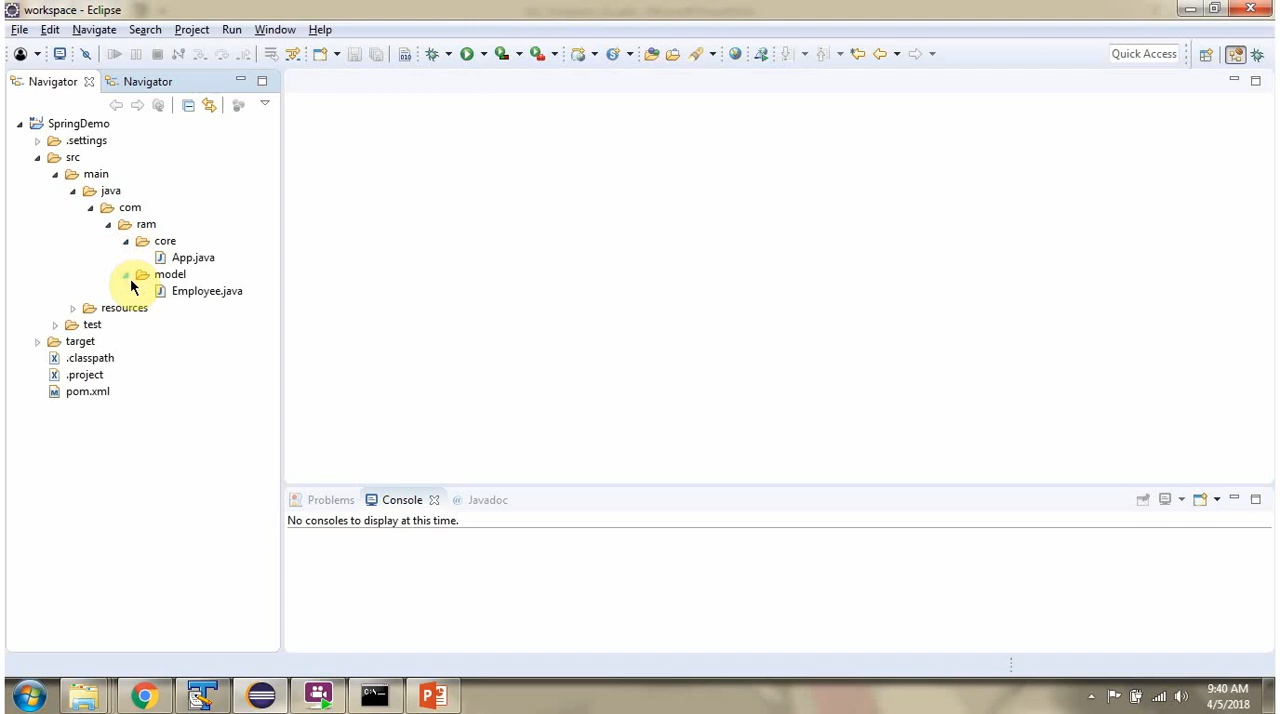 workspace - Eclipse
File Edit Navigate Search Project Run Window Help
Quick Access
Navigator Navigator
SpringDemo
.settings
src
main
java
com
ram
core
App.java
model
Employee.java
resources
test
target
.classpath
.project
pom.xml
Problems Console Javadoc
No consoles to display at this time.
9:40 AM
4/5/2018